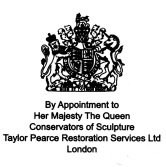 By Appointment to
Her Majesty The Queen
Conservators of Sculpture
Taylor Pearce Restoration Services Ltd
London